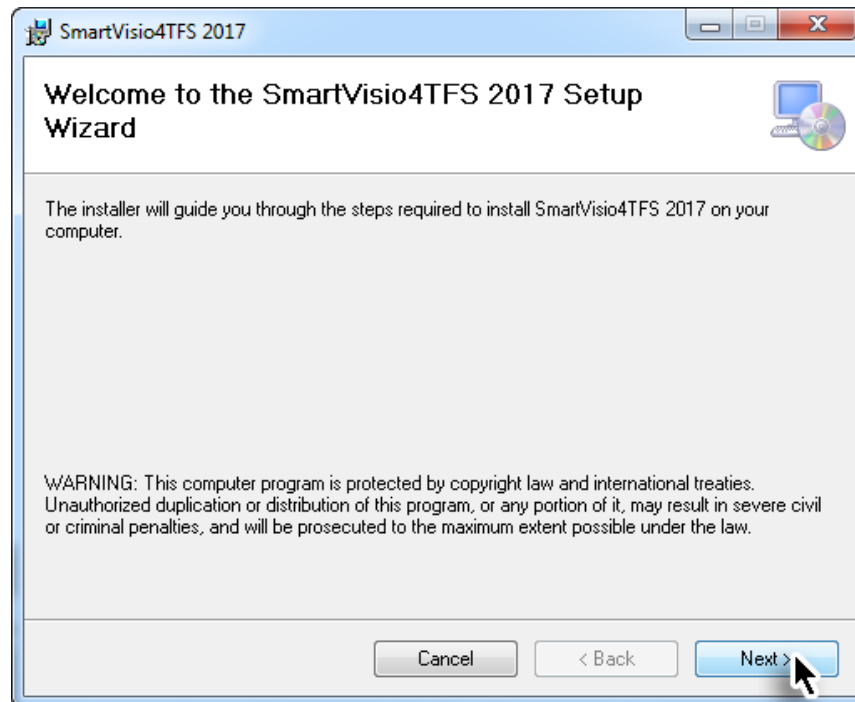 SmartVisio4TFS 2017
Welcome to the SmartVisio4TFS 2017 Setup
Wizard
The installer will guide you through the steps required to install SmartVisio4TFS 2017 on your
computer.
WARNING: This computer program is protected by copyright law and international treaties.
Unauthorized duplication or distribution of this program, or any portion of it, may result in severe civil
or criminal penalties, and will be prosecuted to the maximum extent possible under the law.
Cancel
< Back
Next >